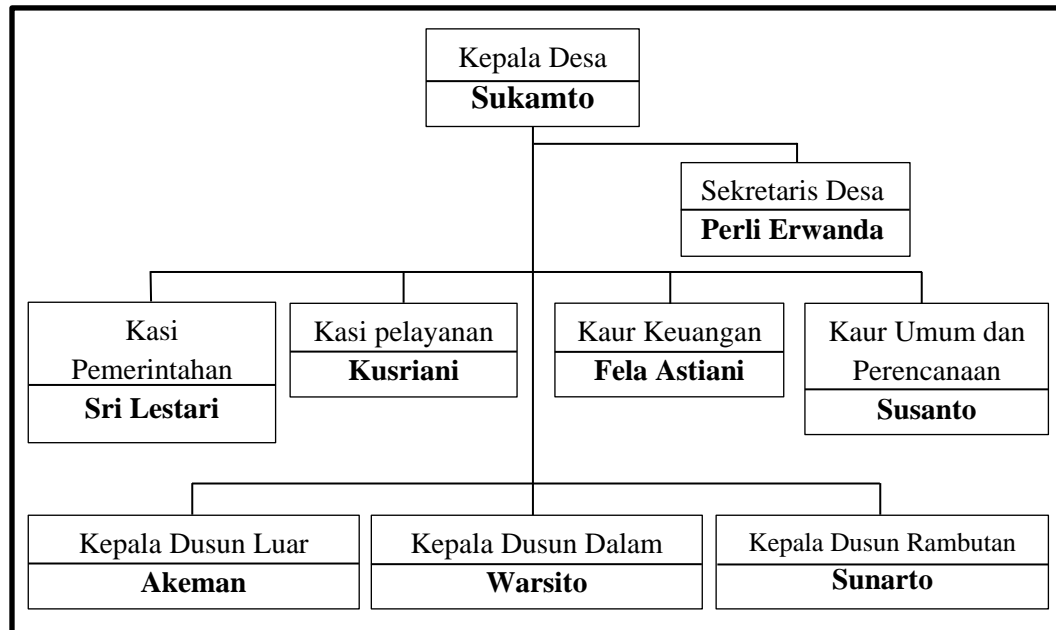 Kepala Desa
Sukamto
Sekretaris Desa
Perli Erwanda
Kasi
Pemerintahan
Sri Lestari
Kasi pelayanan
Kusriani
Kaur Keuangan
Fela Astiani
Kaur Umum dan
Perencanaan
Susanto
Kepala Dusun Luar
Akeman
Kepala Dusun Dalam
Warsito
Kepala Dusun Rambutan
Sunarto